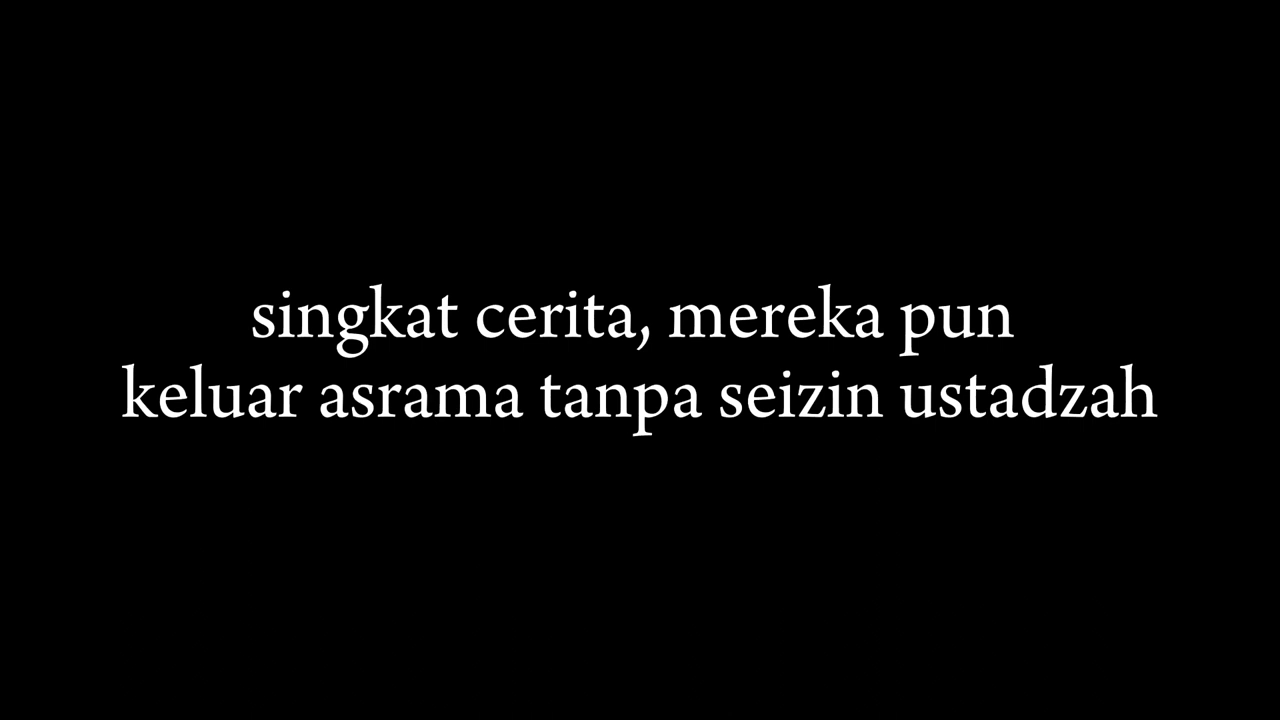 singkat cerita, mereka pun
keluar asrama tanpa seizin ustadzah